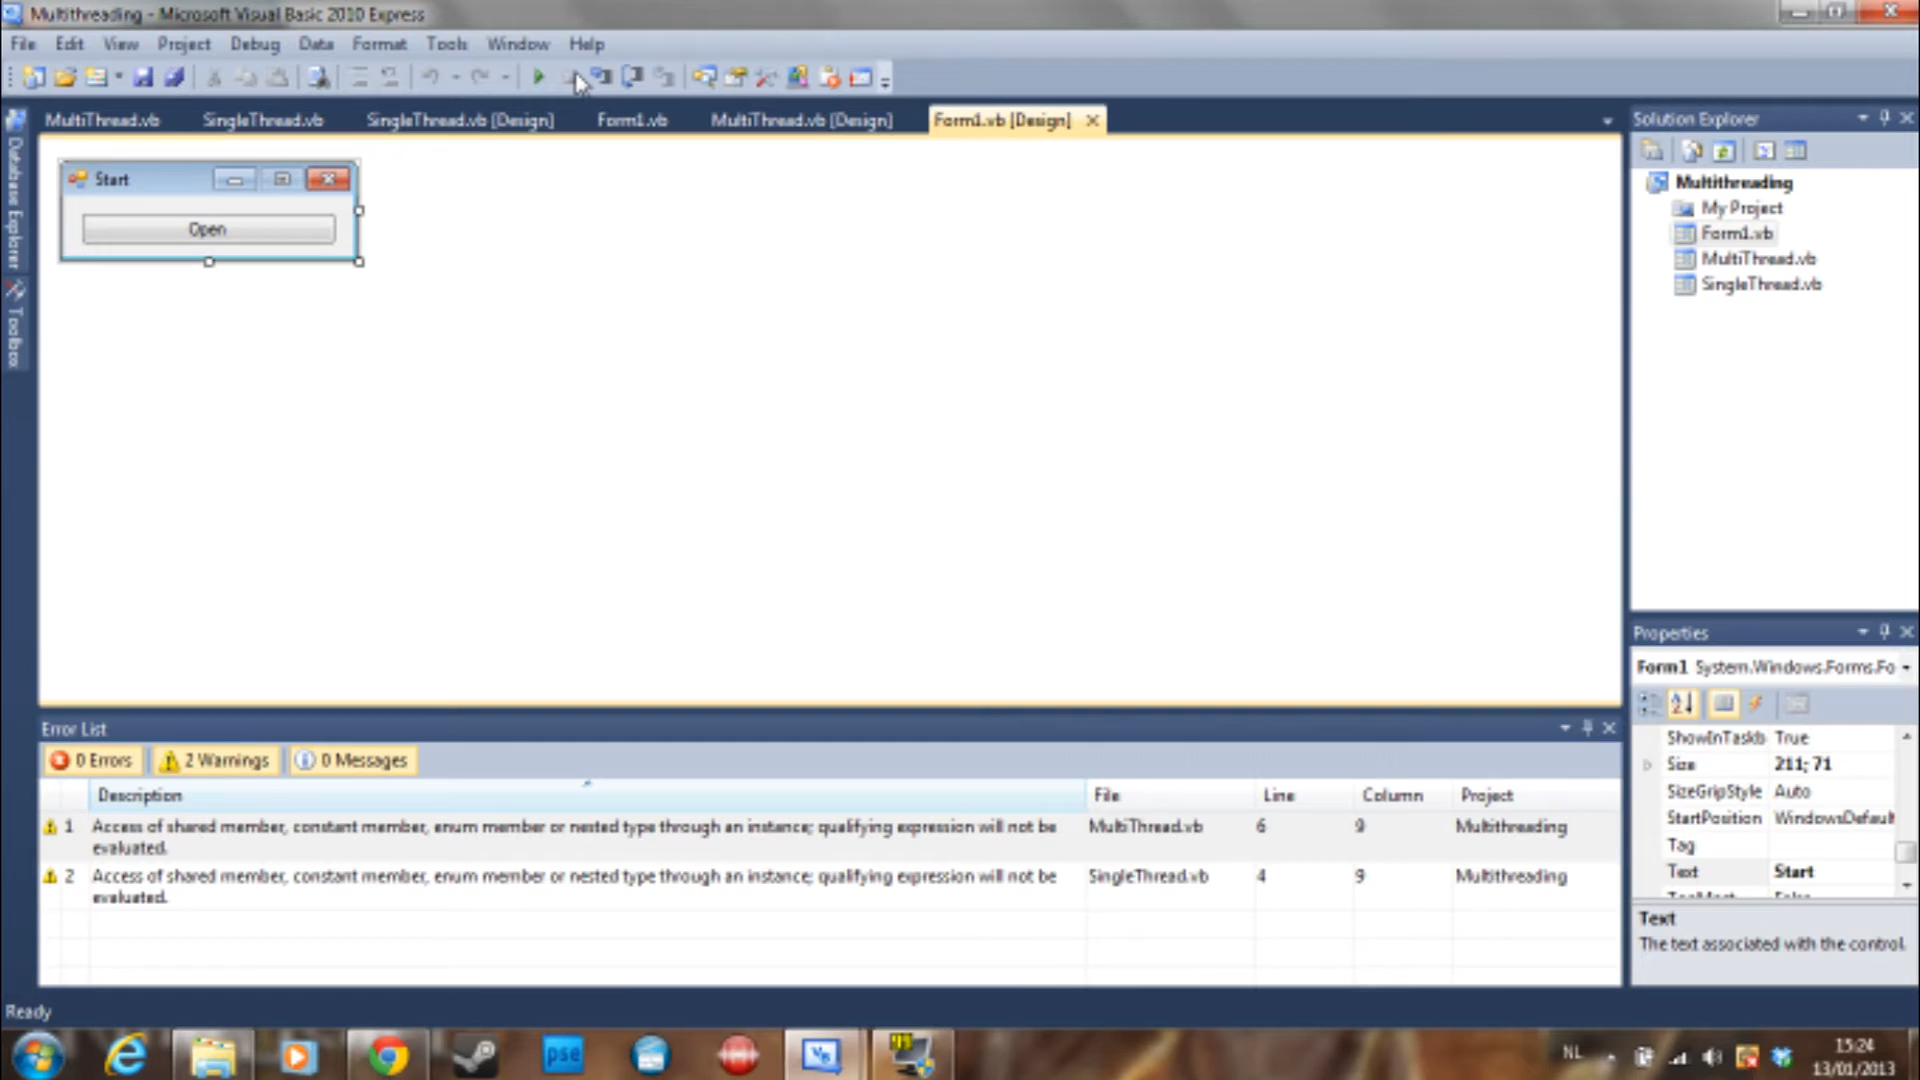 Multithreading - Microsoft Visual Basic 2010 Express
File Edit View Project Debug Data Format Tools Window Help
MultiThread.vb SingleThread.vb SingleThread.vb [Design] Form1.vb MultiThread.vb [Design] Form1.vb [Design]
Database Explorer
Toolbox
Start
Open
Solution Explorer
Multithreading
My Project
Form1.vb
MultiThread.vb
SingleThread.vb
Properties
Form1 System.Windows.Forms.Fo
ShowInTaskb True
Size 211; 71
SizeGripStyle Auto
StartPosition WindowsDefault
Tag
Text Start
Text
The text associated with the control.
Error List
0 Errors 2 Warnings 0 Messages
Description File Line Column Project
1 Access of shared member, constant member, enum member or nested type through an instance; qualifying expression will not be evaluated. MultiThread.vb 6 9 Multithreading
2 Access of shared member, constant member, enum member or nested type through an instance; qualifying expression will not be evaluated. SingleThread.vb 4 9 Multithreading
Ready
pse
NL
15:24
13/01/2013